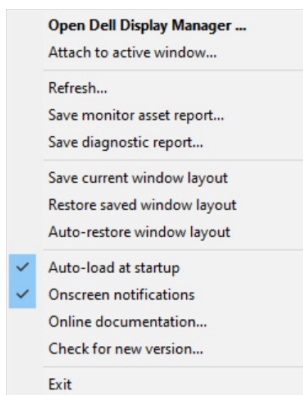 Open Dell Display Manager ...
Attach to active window...
Refresh...
Save monitor asset report...
Save diagnostic report...
Save current window layout
Restore saved window layout
Auto-restore window layout
Auto-load at startup
Onscreen notifications
Online documentation...
Check for new version...
Exit